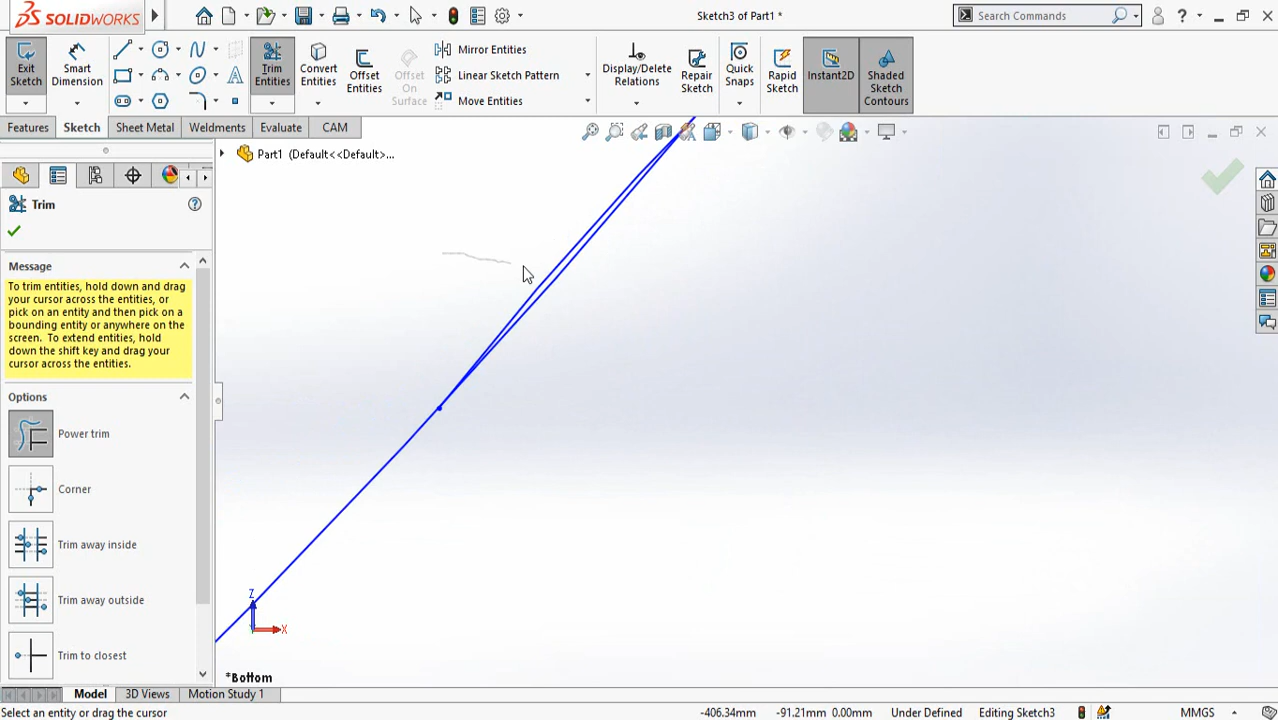 SOLIDWORKS
Sketch3 of Part1 *
Search Commands
Exit Sketch
Smart Dimension
Trim Entities
Convert Entities
Offset Entities
Offset On Surface
Mirror Entities
Linear Sketch Pattern
Move Entities
Display/Delete Relations
Repair Sketch
Quick Snaps
Rapid Sketch
Instant2D
Shaded Sketch Contours
Features
Sketch
Sheet Metal
Weldments
Evaluate
CAM
Part1 (Default<<Default>...
Trim
Message
To trim entities, hold down and drag
your cursor across the entities, or
pick on an entity and then pick on a
bounding entity or anywhere on the
screen. To extend entities, hold
down the shift key and drag your
cursor across the entities.
Options
Power trim
Corner
Trim away inside
Trim away outside
Trim to closest
Z
X
*Bottom
Model
3D Views
Motion Study 1
Select an entity or drag the cursor
-406.34mm
-91.21mm 0.00mm
Under Defined
Editing Sketch3
MMGS